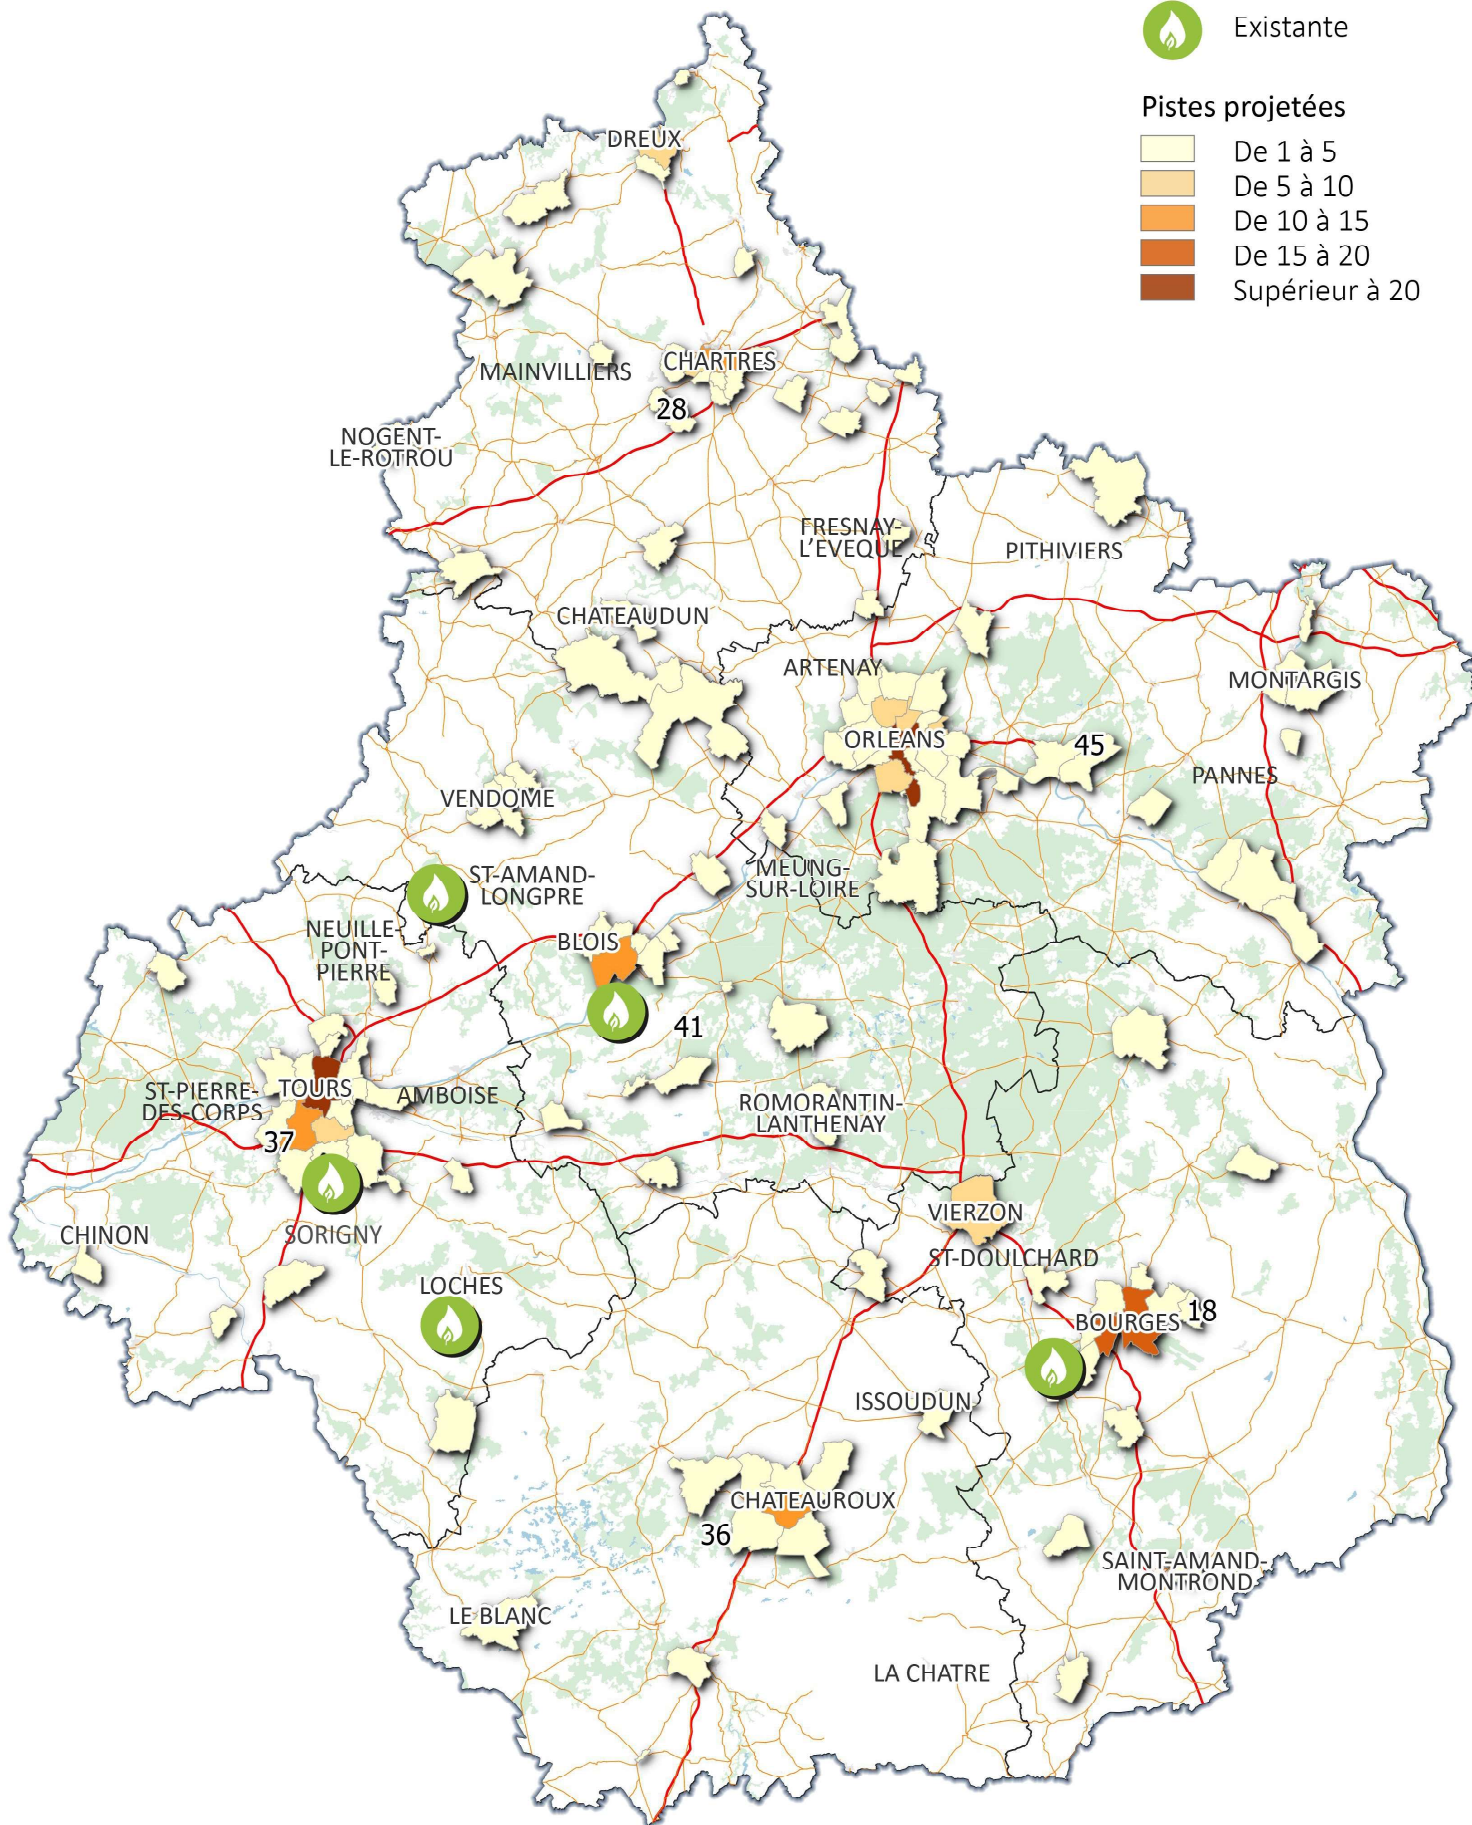 Existante
Pistes projetées
De 1 à 5
De 5 à 10
De 10 à 15
De 15 à 20
Supérieur à 20
DREUX
CHARTRES
MAINVILLIERS
28
NOGENT-
LE-ROTROU
FRESNAY-
L'EVEQUE
PITHIVIERS
CHATEAUDUN
ARTENAY
MONTARGIS
ORLEANS
45
PANNES
VENDOME
ST-AMAND-
LONGPRE
MEUNG-
SUR-LOIRE
NEUILLE-
PONT-
PIERRE
BLOIS
41
ST-PIERRE-
DES-CORPS
TOURS
AMBOISE
ROMORANTIN-
LANTHENAY
37
CHINON
SORIGNY
VIERZON
ST-DOULCHARD
LOCHES
18
BOURGES
ISSOUDUN
CHATEAUROUX
36
SAINT-AMAND-
MONTROND
LE BLANC
LA CHATRE